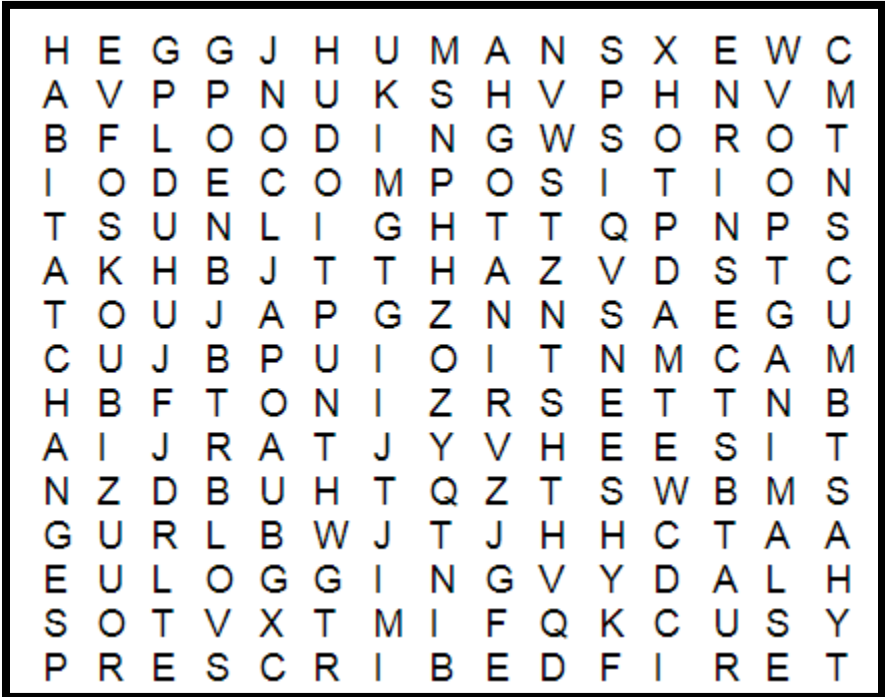 H E G G J H U M A N S X E W C
A V P P N U K S H V P H N V M
B F L O O D I N G W S O R O T
I O D E C O M P O S I T I O N
T S U N L I G H T T Q P N P S
A K H B J T T H A Z V D S T C
T O U J A P G Z N N S A E G U
C U J B P U I O I T N M C A M
H B F T O N I Z R S E T T N B
A I J R A T J Y V H E E S I T
N Z D B U H T Q Z T S W B M S
G U R L B W J T J H H C T A A
E U L O G G I N G V Y D A L H
S O T V X T M I F Q K C U S Y
P R E S C R I B E D F I R E T